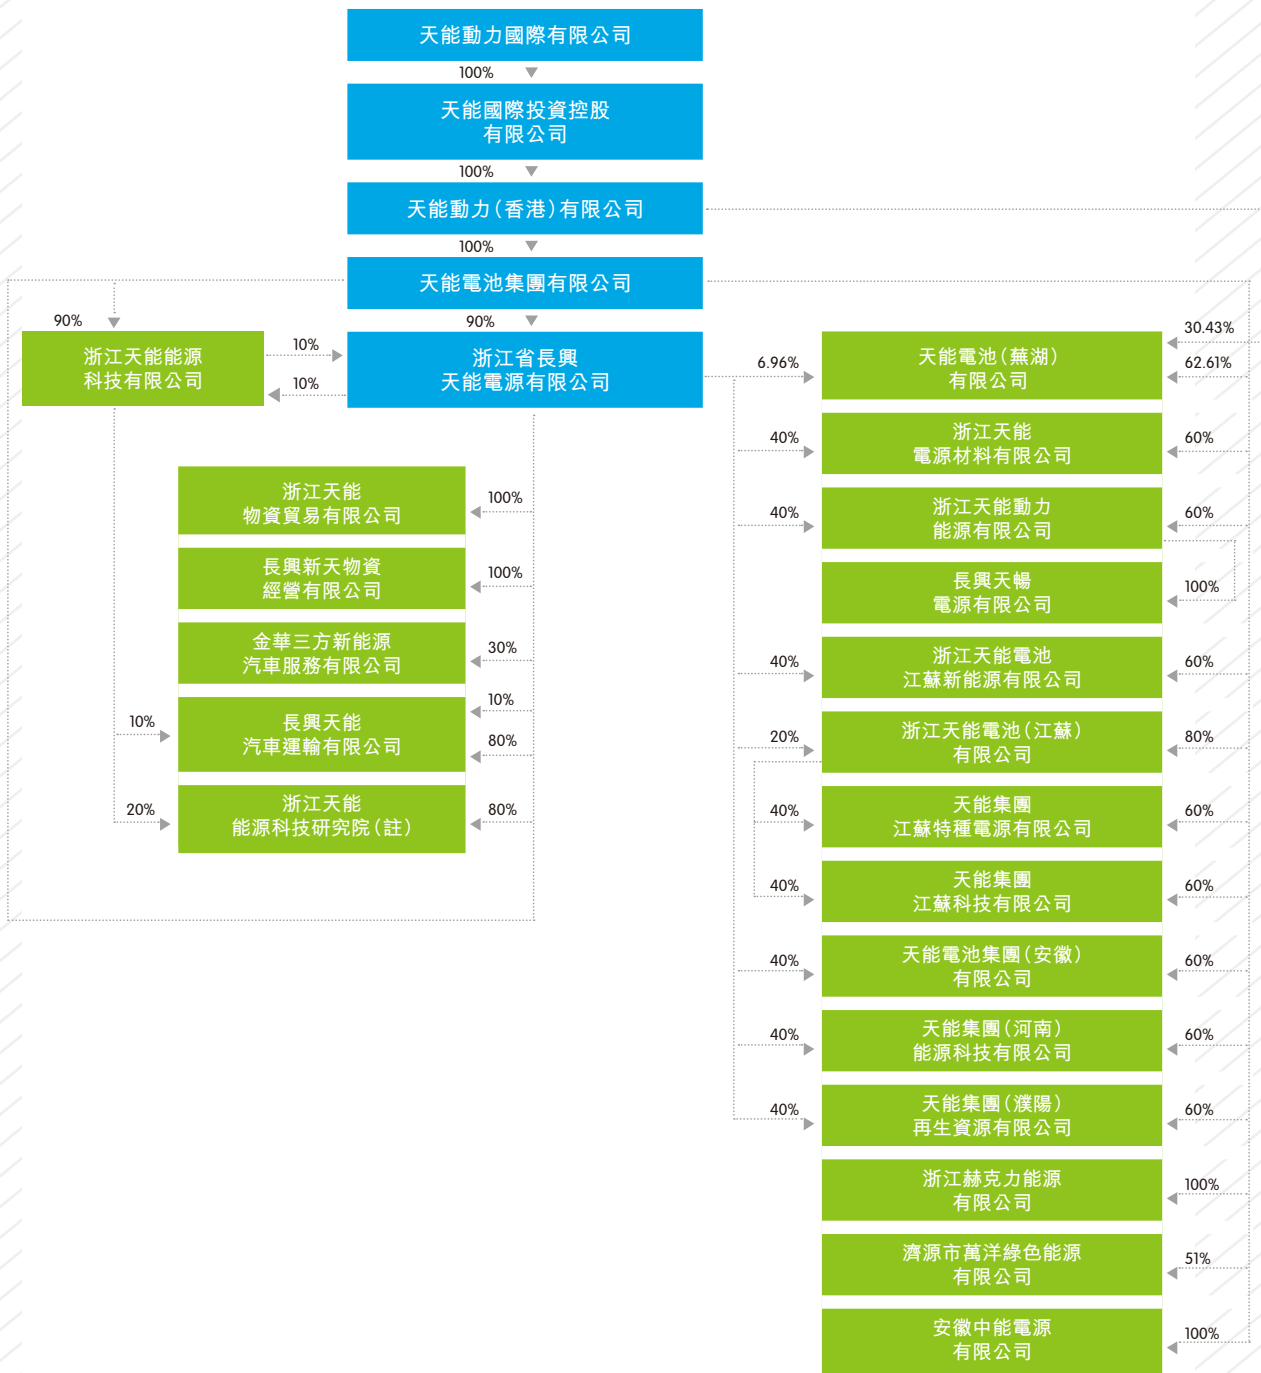 天能動力國際有限公司
100%
天能國際投資控股
有限公司
100%
天能動力(香港)有限公司
100%
天能電池集團有限公司
90%
90%
浙江天能能源
科技有限公司
10%
10%
浙江省長興
天能電源有限公司
6.96%
天能電池(蕪湖)
有限公司
30.43%
62.61%
40%
浙江天能
電源材料有限公司
60%
40%
浙江天能動力
能源有限公司
60%
長興天暢
電源有限公司
100%
40%
浙江天能電池
江蘇新能源有限公司
60%
20%
浙江天能電池(江蘇)
有限公司
80%
40%
天能集團
江蘇特種電源有限公司
60%
40%
天能集團
江蘇科技有限公司
60%
40%
天能電池集團(安徽)
有限公司
60%
40%
天能集團(河南)
能源科技有限公司
60%
40%
天能集團(濮陽)
再生資源有限公司
60%
浙江赫克力能源
有限公司
100%
濟源市萬洋綠色能源
有限公司
51%
安徽中能電源
有限公司
100%
浙江天能
物資貿易有限公司
100%
長興新天物資
經營有限公司
100%
金華三方新能源
汽車服務有限公司
30%
10%
長興天能
汽車運輸有限公司
10%
80%
20%
浙江天能
能源科技研究院(註)
80%